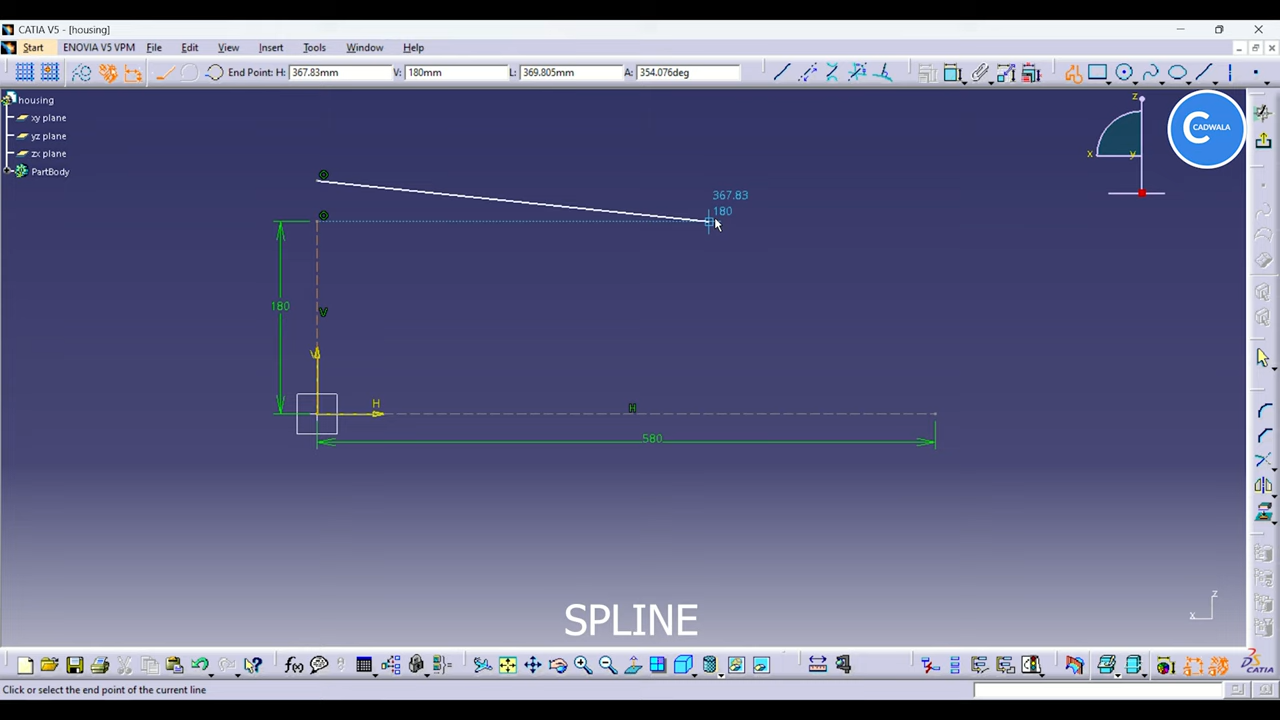 CATIA V5 - [housing]
Start ENOVIA V5 VPM File Edit View Insert Tools Window Help
End Point: H: 367.83mm V: 180mm L: 369.805mm A: 354.076deg
housing
xy plane
yz plane
zx plane
PartBody
z
x
y
C CADWALA
367.83
180
180
V
V
H
H
580
SPLINE
z
x
f(x)
CATIA
Click or select the end point of the current line